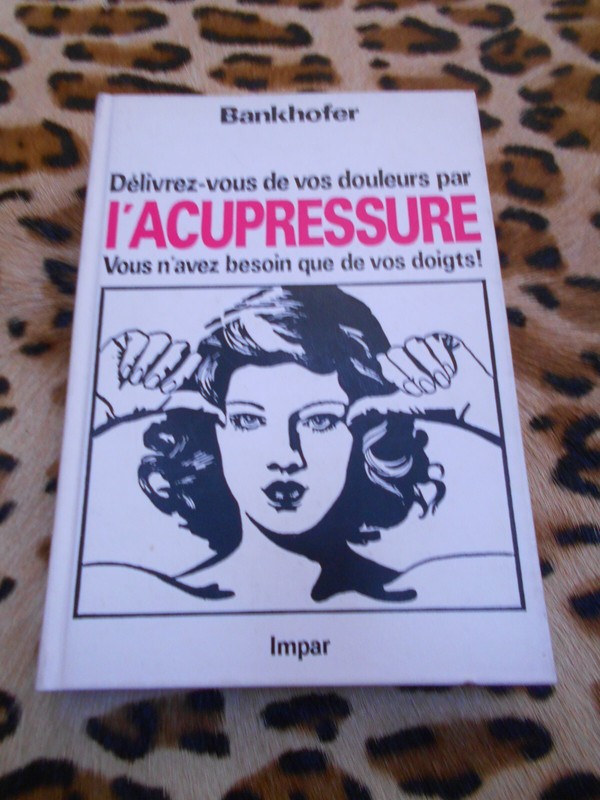 Bankhofer
Délivrez-vous de vos douleurs par
l'ACUPRESSURE
Vous n'avez besoin que de vos doigts!
Impar